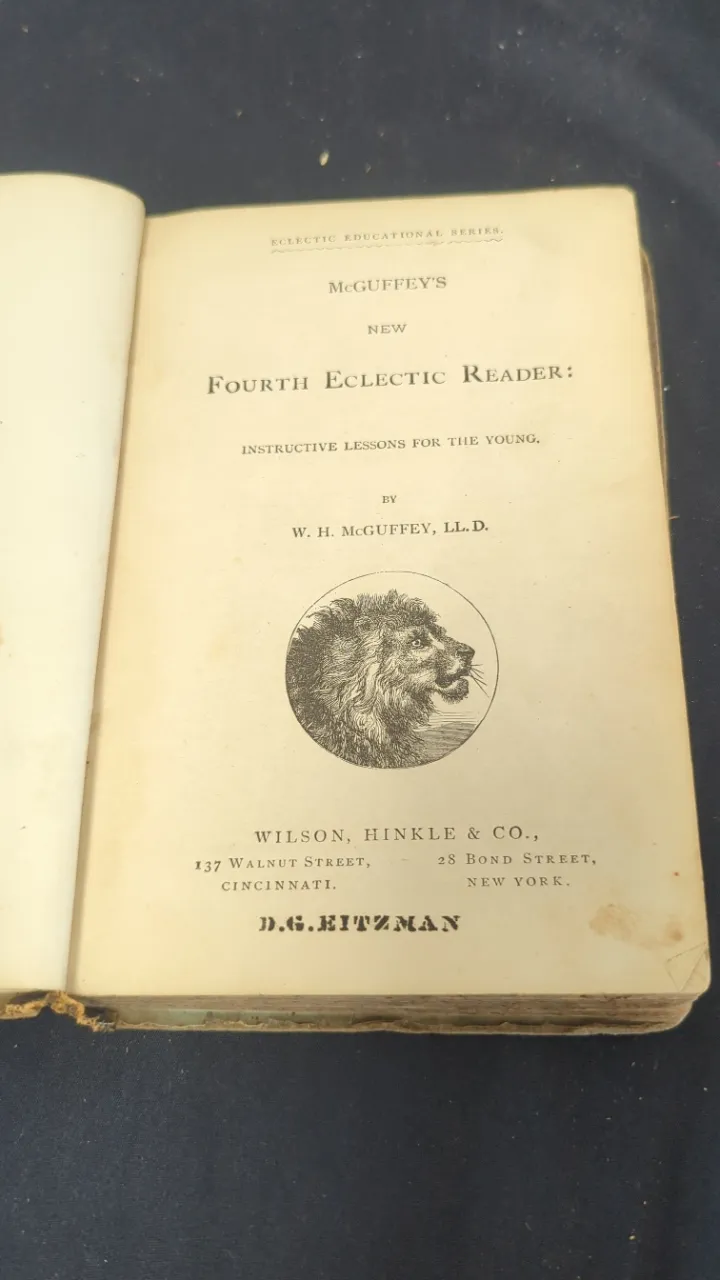 ECLECTIC EDUCATIONAL SERIES.
McGUFFEY'S
NEW
FOURTH ECLECTIC READER:
INSTRUCTIVE LESSONS FOR THE YOUNG.
BY
W. H. McGUFFEY, LL.D.
WILSON, HINKLE & CO.,
137 WALNUT STREET, 28 BOND STREET,
CINCINNATI. NEW YORK.
D.G.EITZMAN